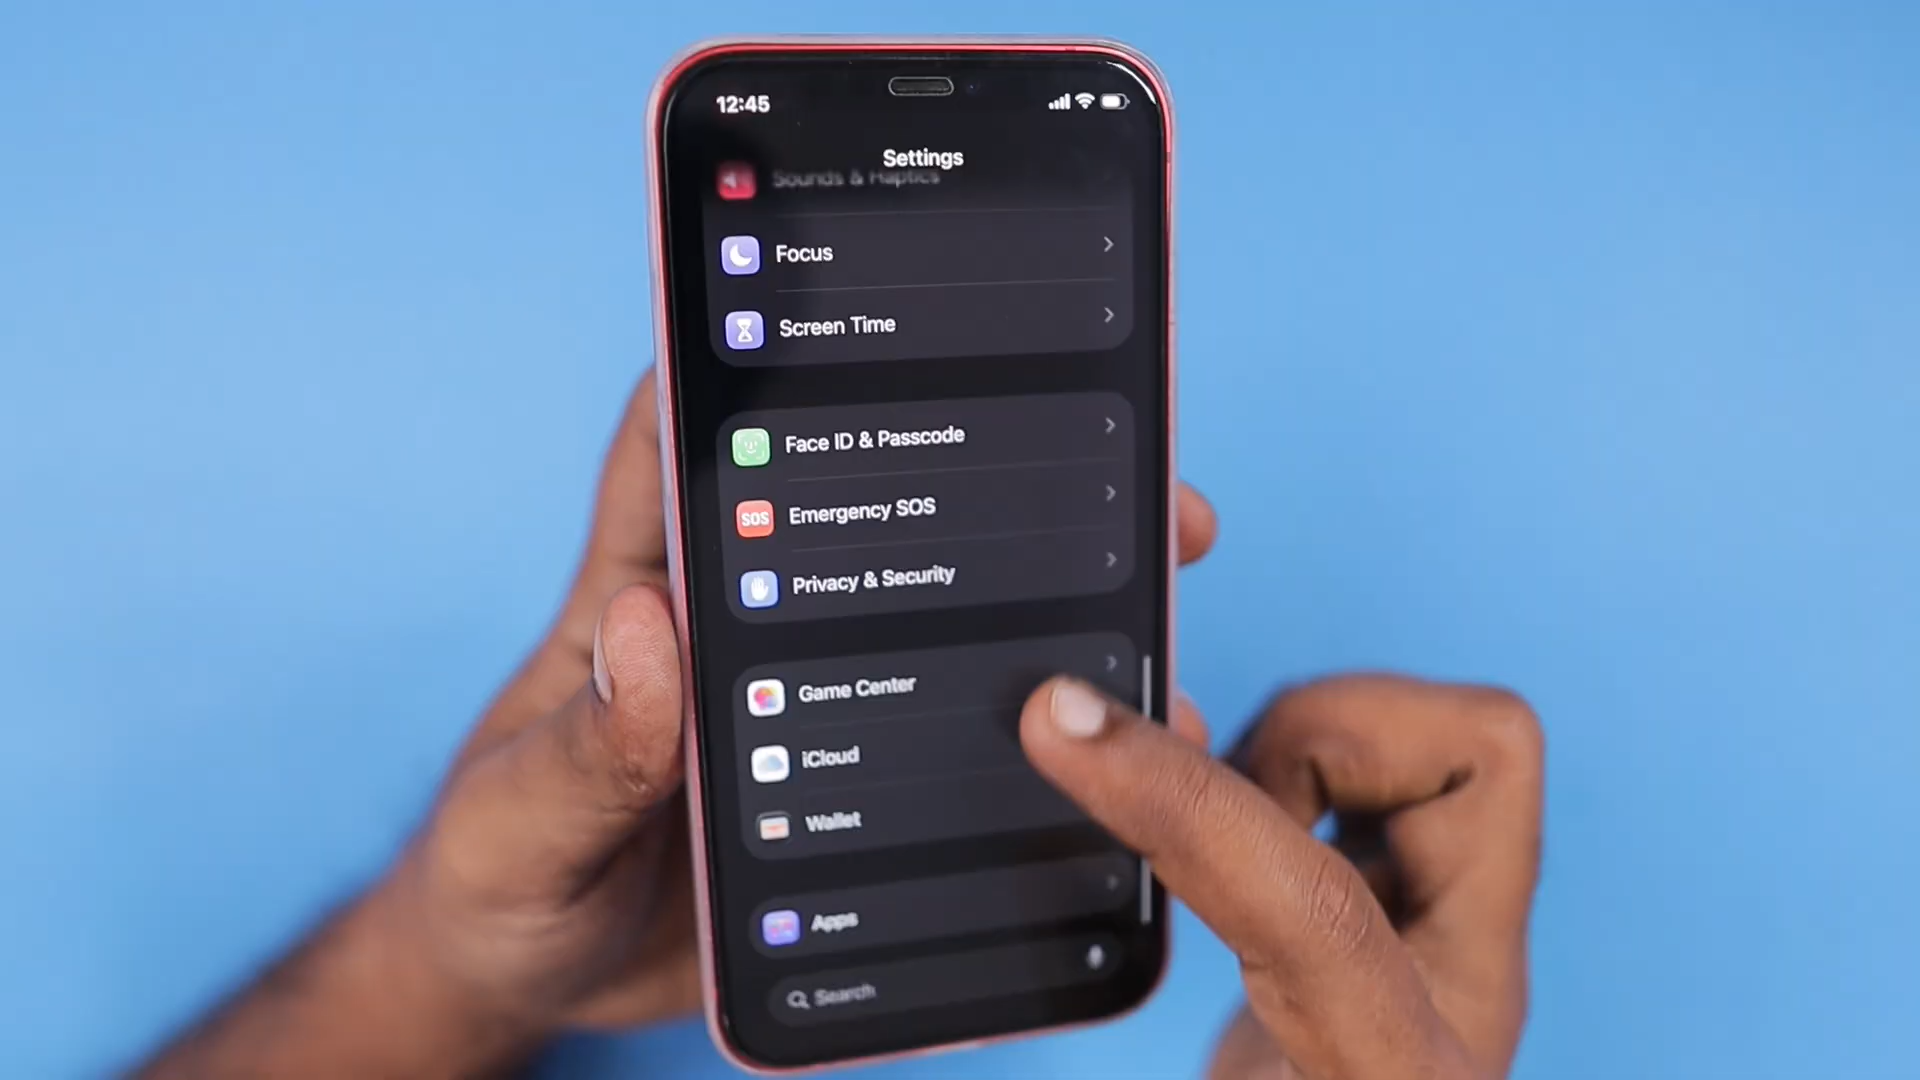 12:45
Settings
Sounds & Haptics
Focus
Screen Time
Face ID & Passcode
SOS
Emergency SOS
Privacy & Security
Game Center
iCloud
Wallet
Apps
Search